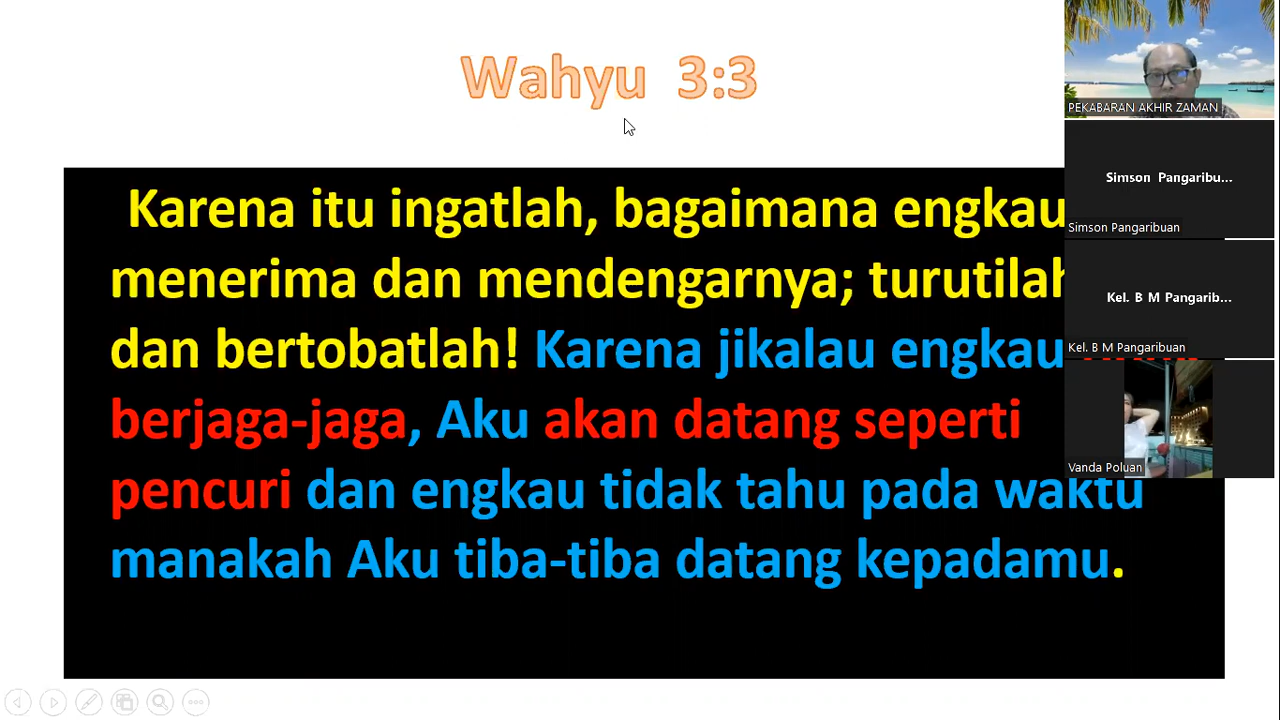 Wahyu 3:3
Karena itu ingatlah, bagaimana engkau
menerima dan mendengarnya; turutilah
dan bertobatlah! Karena jikalau engkau
berjaga-jaga, Aku akan datang seperti
pencuri dan engkau tidak tahu pada waktu
manakah Aku tiba-tiba datang kepadamu.
PEKABARAN AKHIR ZAMAN
Simson Pangaribu...
Simson Pangaribuan
Kel. B M Pangarib...
Kel. B M Pangaribuan
Vanda Poluan